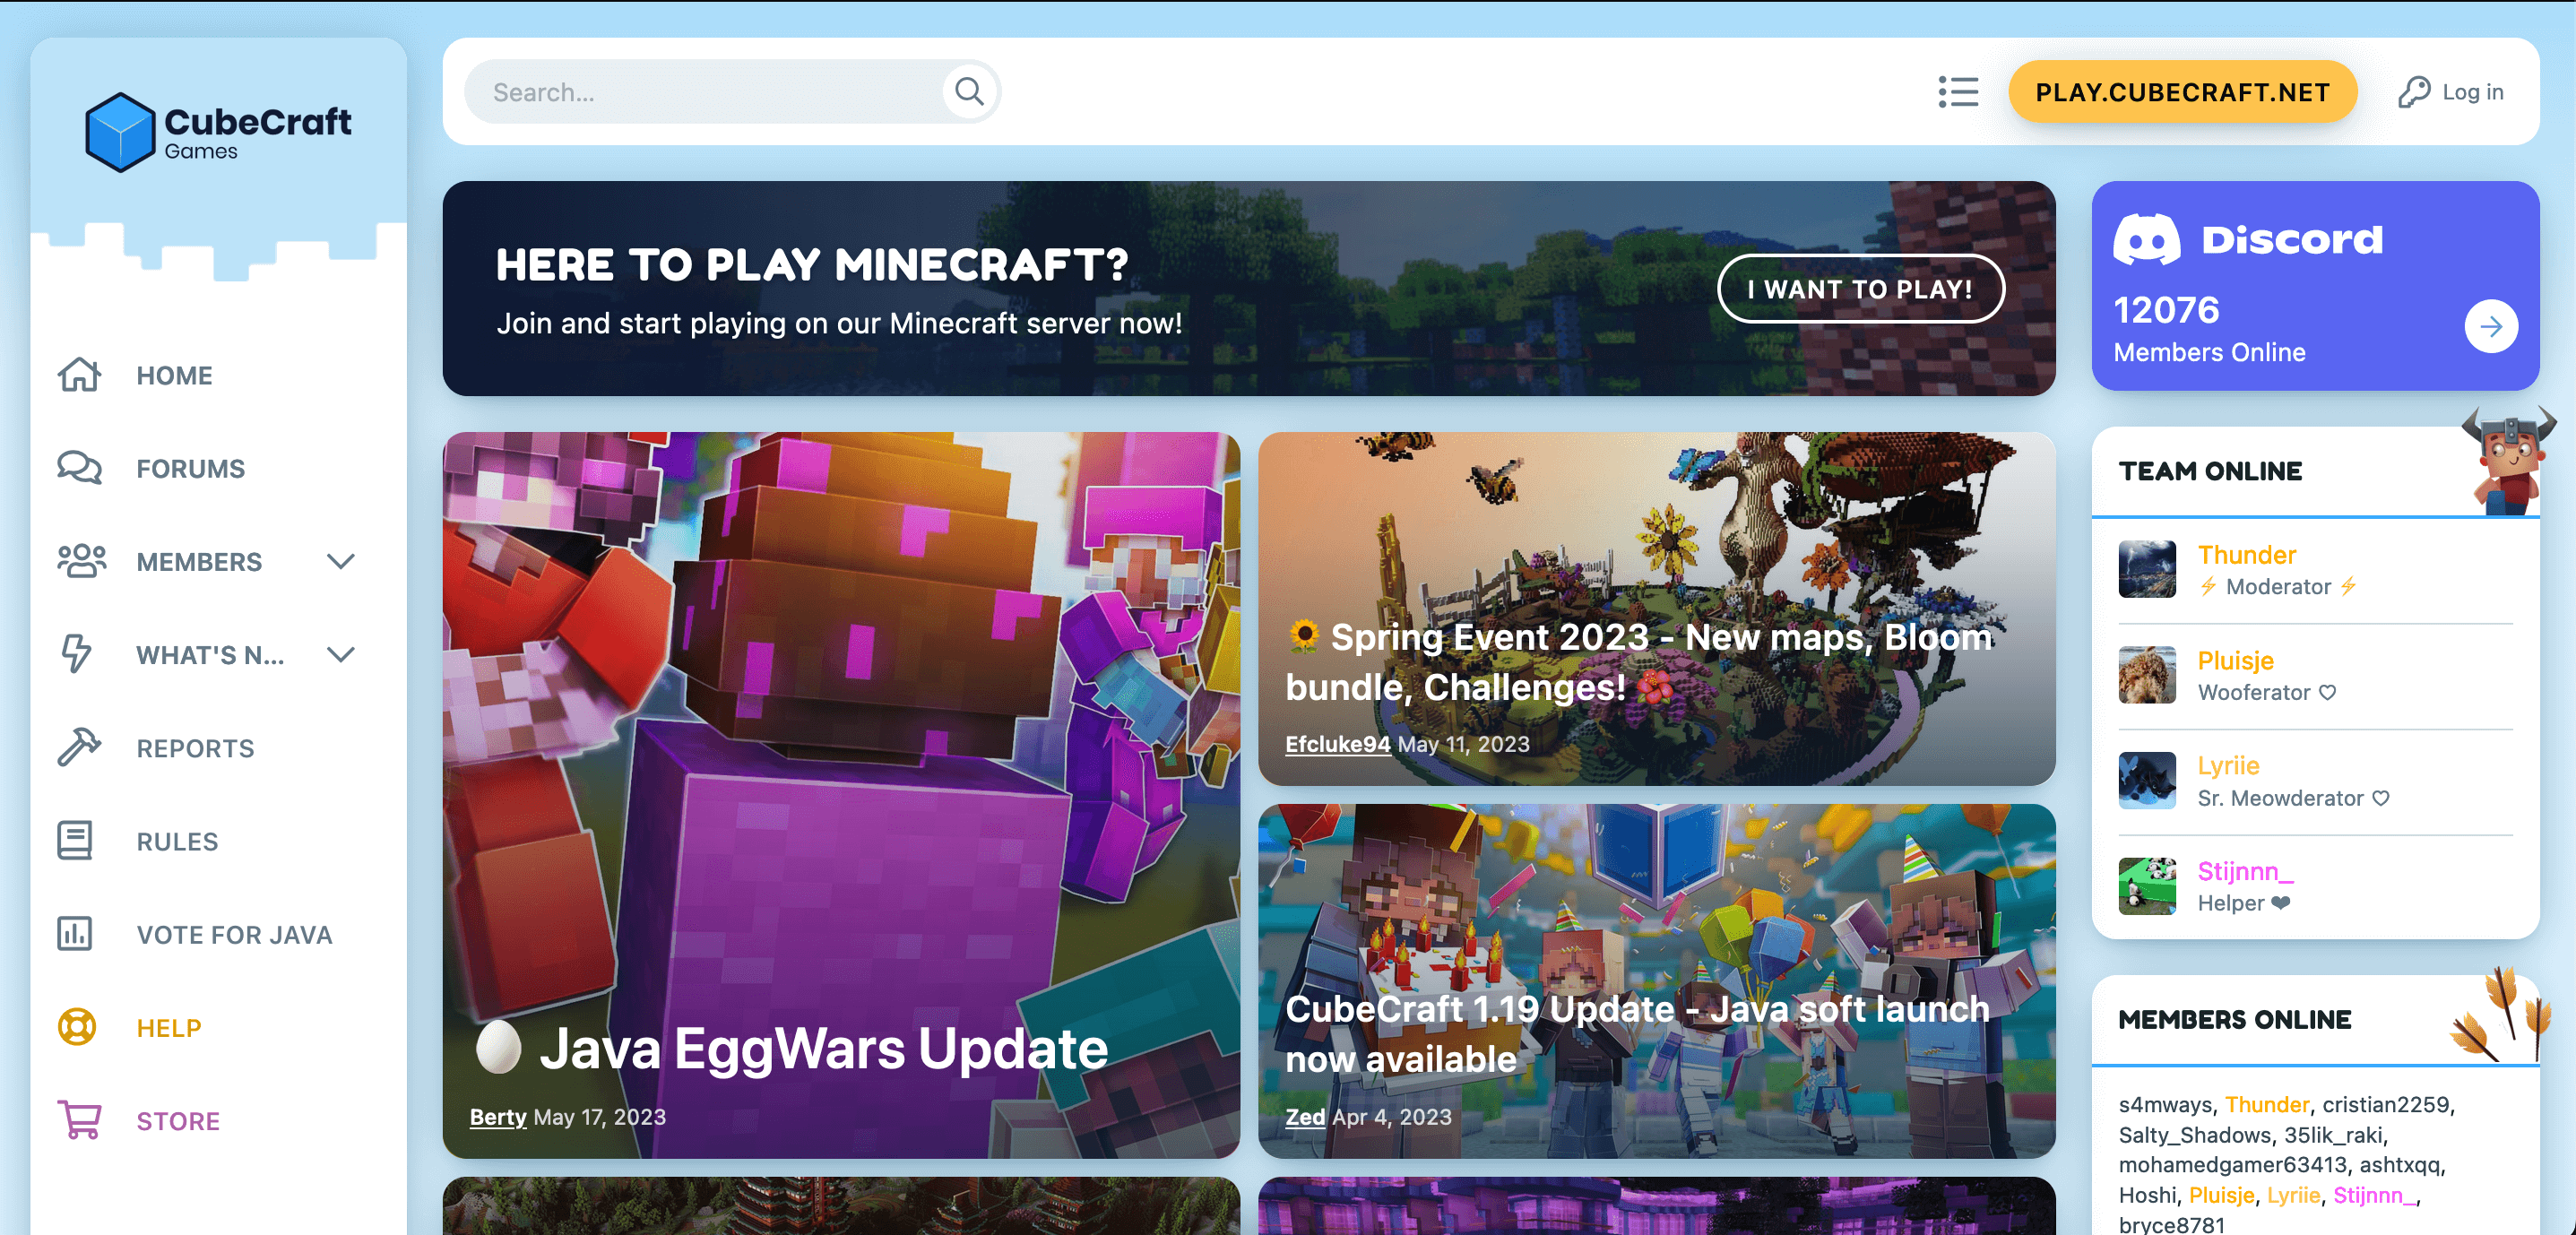 CubeCraft
Games
HOME
FORUMS
MEMBERS
WHAT'S N...
REPORTS
RULES
VOTE FOR JAVA
HELP
STORE
Search...
PLAY.CUBECRAFT.NET
Log in
HERE TO PLAY MINECRAFT?
Join and start playing on our Minecraft server now!
I WANT TO PLAY!
🥚 Java EggWars Update
Berty May 17, 2023
🌻 Spring Event 2023 - New maps, Bloom
bundle, Challenges! 🌺
Efcluke94 May 11, 2023
CubeCraft 1.19 Update - Java soft launch
now available
Zed Apr 4, 2023
Discord
12076
Members Online
TEAM ONLINE
Thunder
⚡ Moderator ⚡
Pluisje
Wooferator ♡
Lyriie
Sr. Meowderator ♡
Stijnnn_
Helper ❤
MEMBERS ONLINE
s4mways, Thunder, cristian2259,
Salty_Shadows, 35lik_raki,
mohamedgamer63413, ashtxqq,
Hoshi, Pluisje, Lyriie, Stijnnn_,
bryce8781